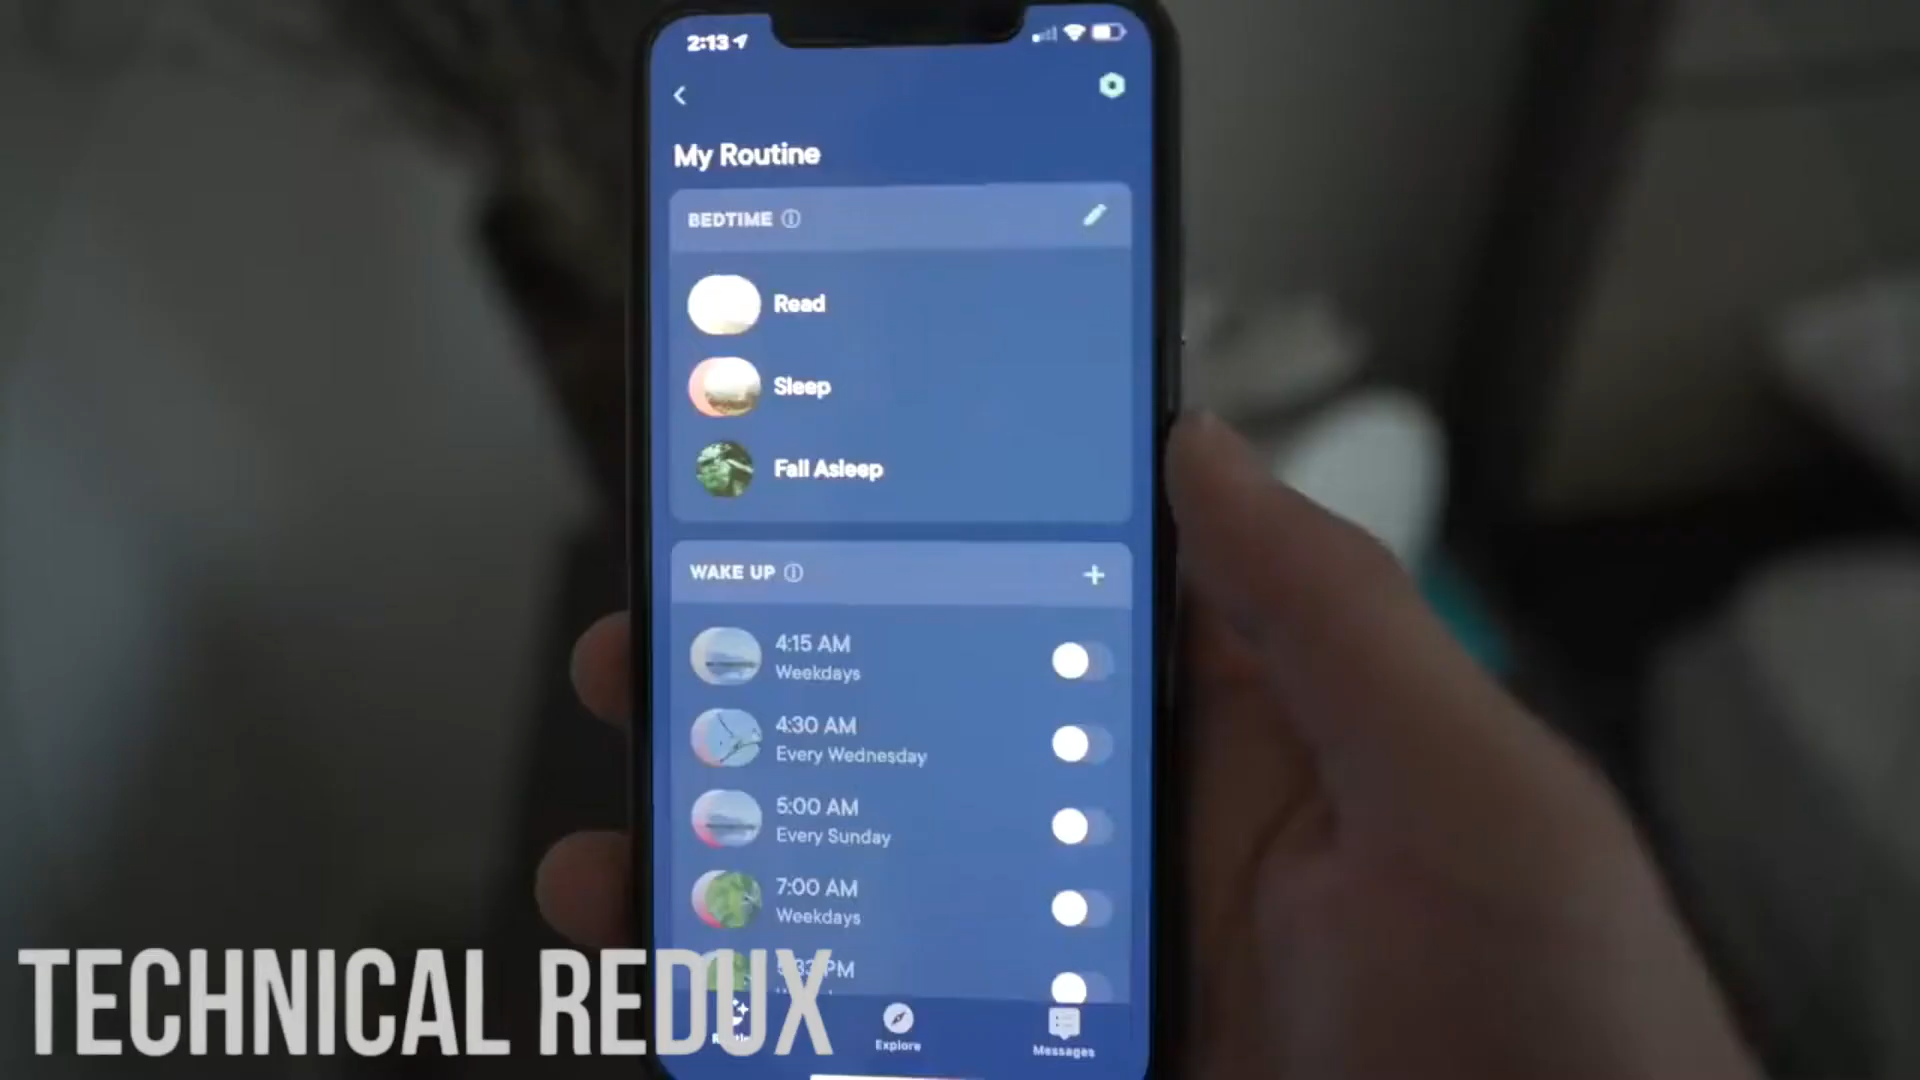 2:13
My Routine
BEDTIME
Read
Sleep
Fall Asleep
WAKE UP
4:15 AM
Weekdays
4:30 AM
Every Wednesday
5:00 AM
Every Sunday
7:00 AM
Weekdays
PM
TECHNICAL REDUX
Explore
Messages